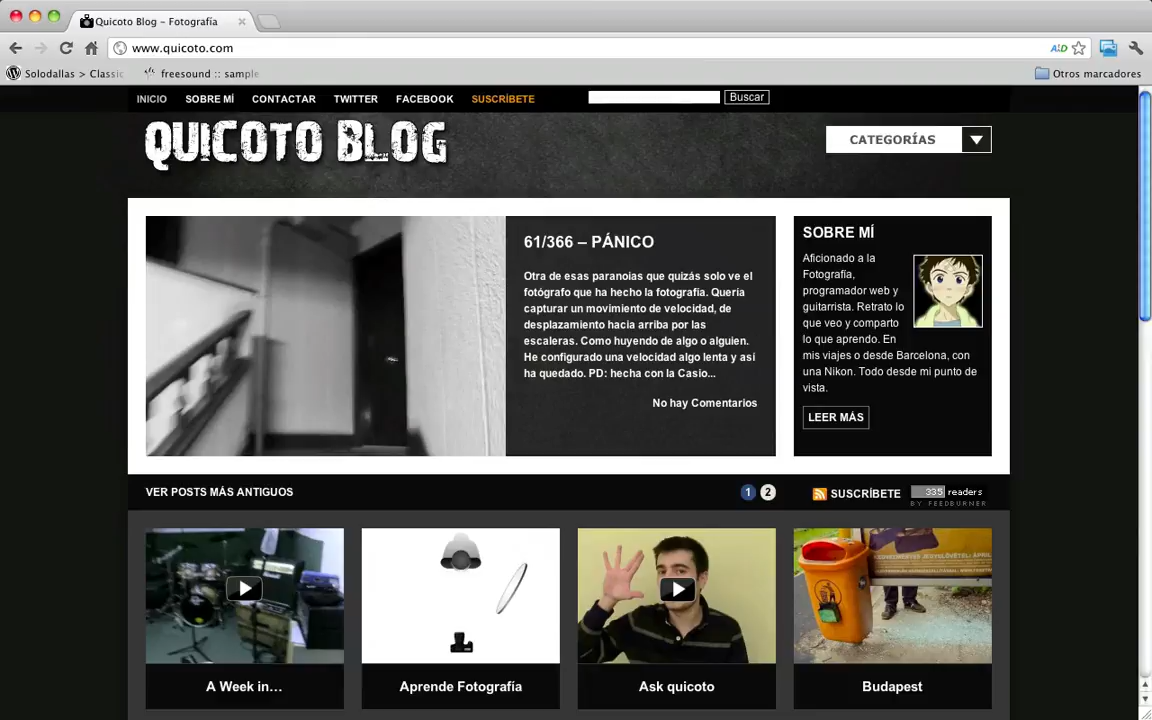 Quicoto Blog – Fotografía
www.quicoto.com
Solodallas > Classic
freesound :: sample
Otros marcadores
INICIO SOBRE MÍ CONTACTAR TWITTER FACEBOOK SUSCRÍBETE Buscar
QUICOTO BLOG
CATEGORÍAS
61/366 – PÁNICO
Otra de esas paranoias que quizás solo ve el
fotógrafo que ha hecho la fotografía. Quería
capturar un movimiento de velocidad, de
desplazamiento hacia arriba por las
escaleras. Como huyendo de algo o alguien.
He configurado una velocidad algo lenta y así
ha quedado. PD: hecha con la Casio...
No hay Comentarios
SOBRE MÍ
Aficionado a la
Fotografía,
programador web y
guitarrista. Retrato lo
que veo y comparto
lo que aprendo. En
mis viajes o desde Barcelona, con
una Nikon. Todo desde mi punto de
vista.
LEER MÁS
VER POSTS MÁS ANTIGUOS
1 2
SUSCRÍBETE
335 readers
BY FEEDBURNER
A Week in…
Aprende Fotografía
Ask quicoto
Budapest